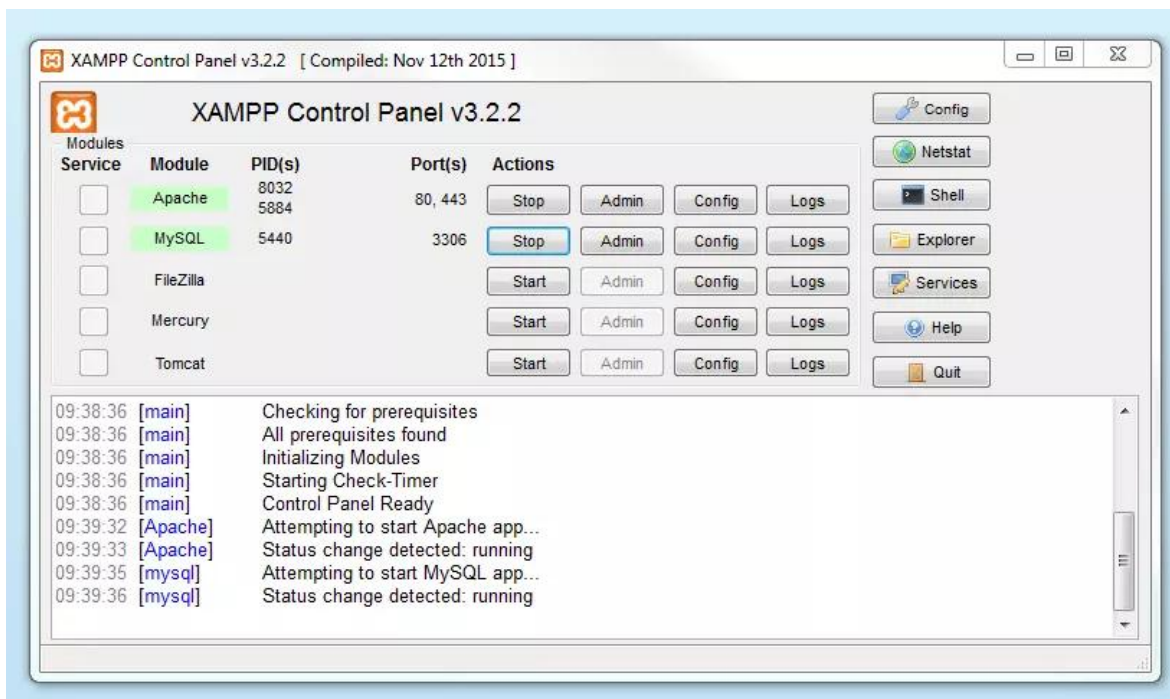 XAMPP Control Panel v3.2.2 [ Compiled: Nov 12th 2015 ]
XAMPP Control Panel v3.2.2
Modules
Service Module PID(s) Port(s) Actions
Apache 8032 5884 80, 443 Stop Admin Config Logs
MySQL 5440 3306 Stop Admin Config Logs
FileZilla Start Admin Config Logs
Mercury Start Admin Config Logs
Tomcat Start Admin Config Logs
Config
Netstat
Shell
Explorer
Services
Help
Quit
09:38:36 [main] Checking for prerequisites
09:38:36 [main] All prerequisites found
09:38:36 [main] Initializing Modules
09:38:36 [main] Starting Check-Timer
09:38:36 [main] Control Panel Ready
09:39:32 [Apache] Attempting to start Apache app...
09:39:33 [Apache] Status change detected: running
09:39:35 [mysql] Attempting to start MySQL app...
09:39:36 [mysql] Status change detected: running